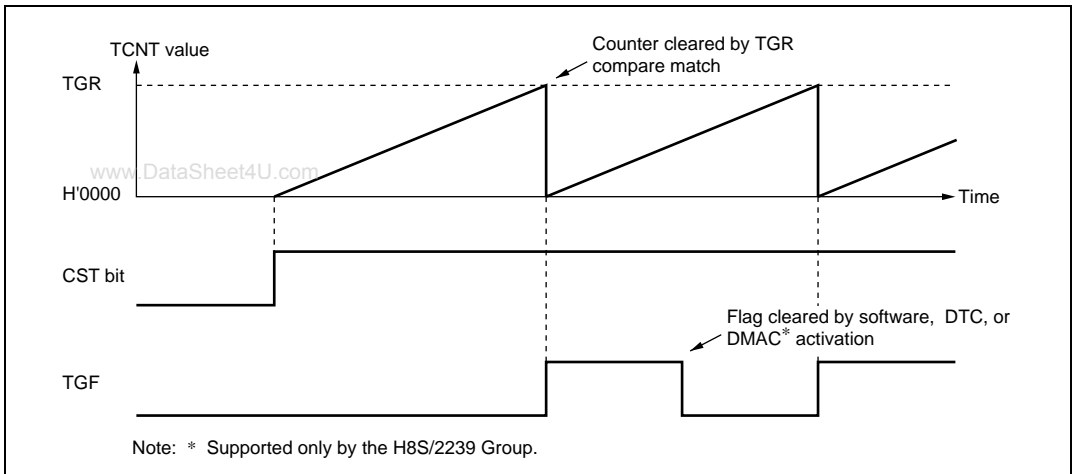 TCNT value
Counter cleared by TGR
compare match
TGR
www.DataSheet4U.com
H'0000
Time
CST bit
Flag cleared by software, DTC, or
DMAC* activation
TGF
Note: * Supported only by the H8S/2239 Group.